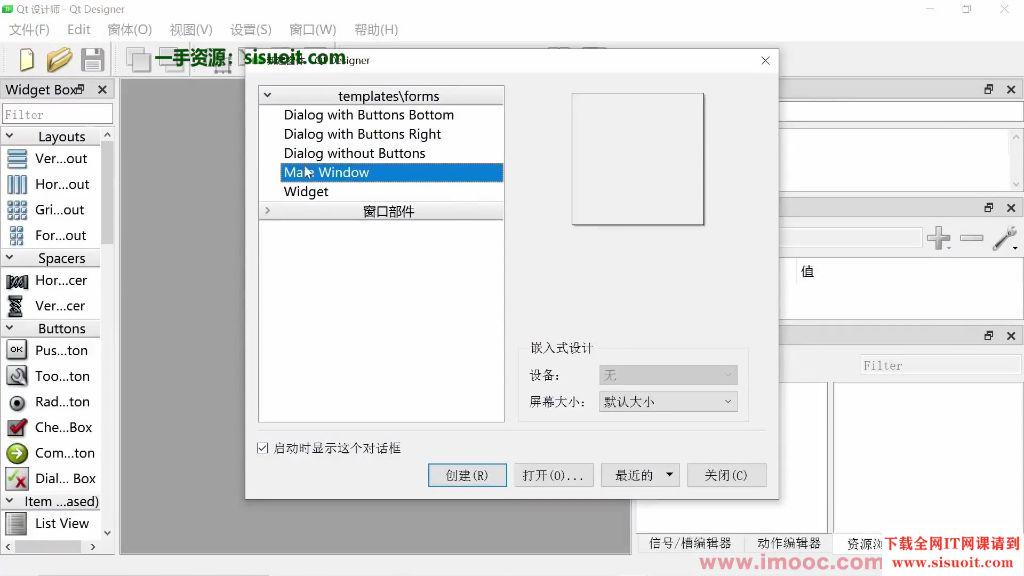 Qt 设计师 - Qt Designer
文件(F) Edit 窗体(O) 视图(V) 设置(S) 窗口(W) 帮助(H)
一手资源：sisuoit.com
Qt Designer
Widget Box
Filter
Layouts
Ver...out
Hor...out
Gri...out
For...out
Spacers
Hor...cer
Ver...cer
Buttons
OK
Pus...ton
Too...ton
Rad...ton
Che...Box
Com...ton
Dial... Box
Item ...ased)
List View
templates\forms
Dialog with Buttons Bottom
Dialog with Buttons Right
Dialog without Buttons
Main Window
Widget
窗口部件
嵌入式设计
设备： 无
屏幕大小： 默认大小
启动时显示这个对话框
创建(R) 打开(O)... 最近的 关闭(C)
值
Filter
信号/槽编辑器 动作编辑器 资源浏
下载全网IT网课请到
www.imooc.com
www.sisuoit.com